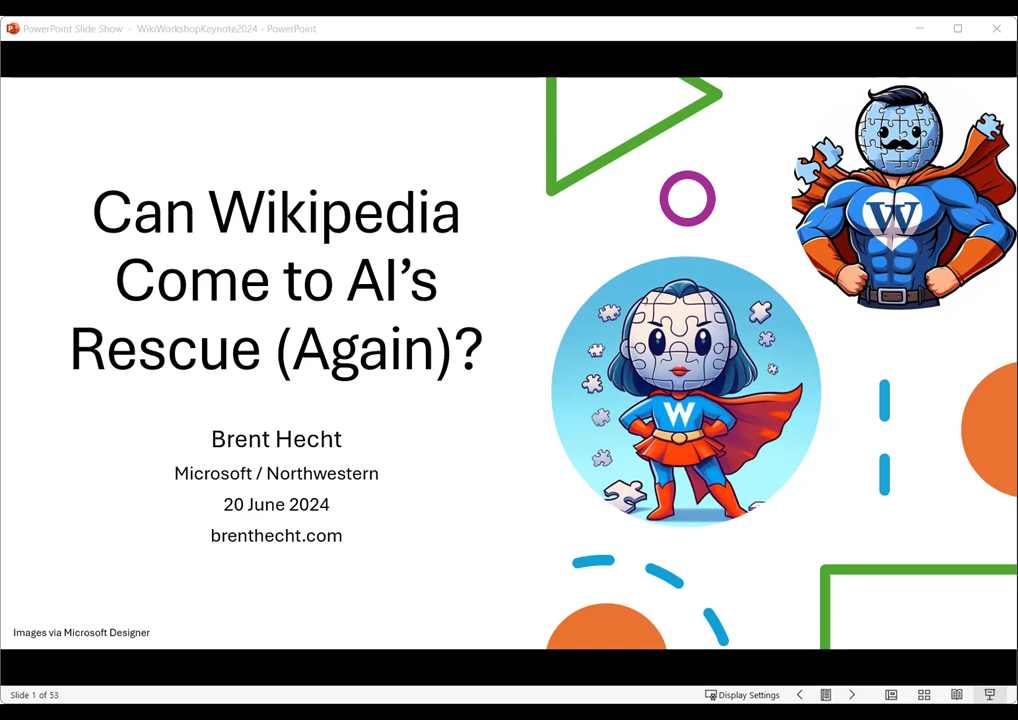 PowerPoint Slide Show - WikiWorkshopKeynote2024 - PowerPoint
Can Wikipedia
Come to AI's
Rescue (Again)?
Brent Hecht
Microsoft / Northwestern
20 June 2024
brenthecht.com
W
W
Images via Microsoft Designer
Slide 1 of 53
Display Settings